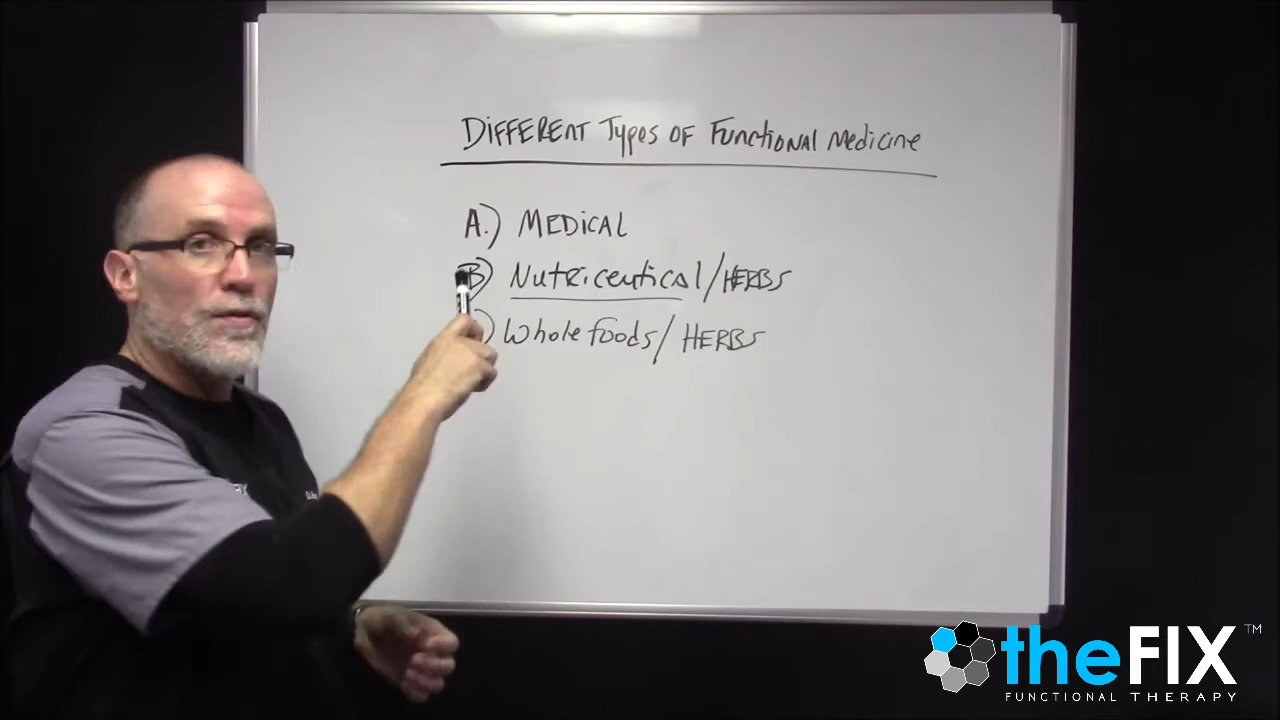 DIFFERENT Types OF Functional Medicine
A.) MEDICAL
B) Nutriceutical/HERBS
) Whole foods/HERBS
theFIX™
FUNCTIONAL THERAPY